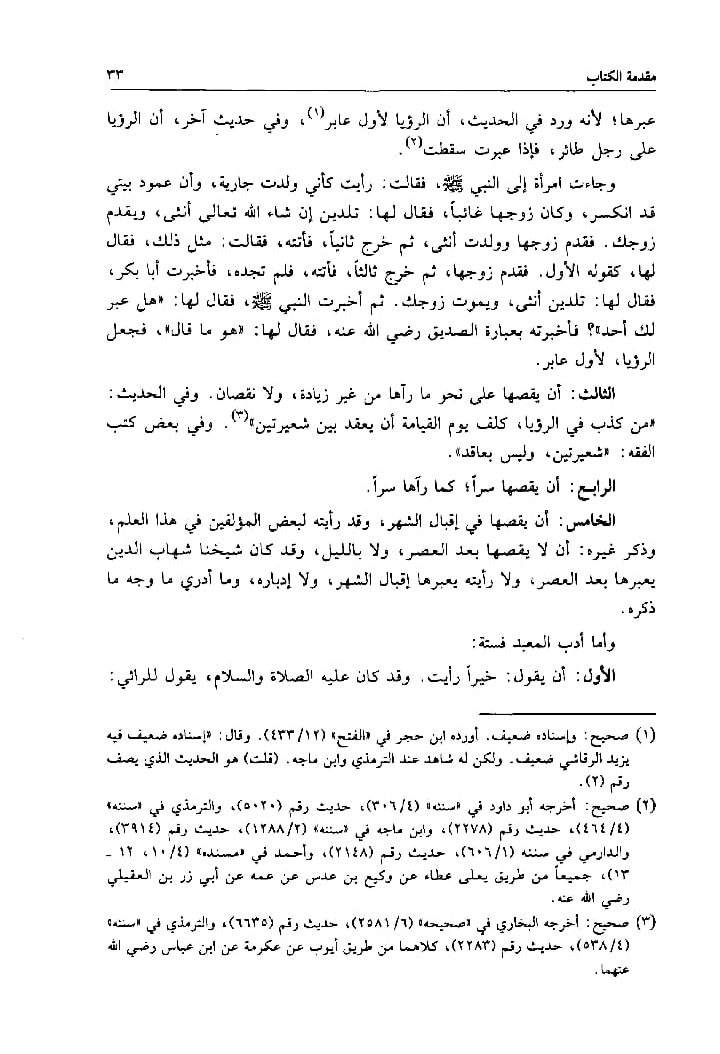 مقدمة الكتاب ٣٣
عبرها؛ لأنه ورد في الحديث، أن الرؤيا لأول عابر(١)، وفي حديث آخر، أن الرؤيا
على رجل طائر، فإذا عبرت سقطت(٢).
وجاءت امرأة إلى النبي ﷺ، فقالت: رأيت كأني ولدت جارية، وأن عمود بيتي
قد انكسر، وكان زوجها غائباً، فقال لها: تلدين إن شاء الله تعالى أنثى، ويقدم
زوجك. فقدم زوجها وولدت أنثى، ثم خرج ثانياً، فأتته، فقالت: مثل ذلك، فقال
لها، كقوله الأول. فقدم زوجها، ثم خرج ثالثاً، فأتته، فلم تجده، فأخبرت أبا بكر،
فقال لها: تلدين أنثى، ويموت زوجك. ثم أخبرت النبي ﷺ، فقال لها: «هل عبر
لك أحد»؟ فأخبرته بعبارة الصديق رضي الله عنه، فقال لها: «هو ما قال»، فجعل
الرؤيا، لأول عابر.
الثالث: أن يقصها على نحو ما رآها من غير زيادة، ولا نقصان. وفي الحديث:
«من كذب في الرؤيا، كلف يوم القيامة أن يعقد بين شعيرتين»(٣). وفي بعض كتب
الفقه: «شعيرتين، وليس بعاقد».
الرابع: أن يقصها سراً؛ كما رآها سراً.
الخامس: أن يقصها في إقبال الشهر، وقد رأيته لبعض المؤلفين في هذا العلم،
وذكر غيره: أن لا يقصها بعد العصر، ولا بالليل، وقد كان شيخنا شهاب الدين
يعبرها بعد العصر، ولا رأيته يعبرها إقبال الشهر، ولا إدباره، وما أدري ما وجه ما
ذكره.
وأما أدب المعبد فستة:
الأول: أن يقول: خيراً رأيت. وقد كان عليه الصلاة والسلام، يقول للرائي:
(١) صحيح: وإسناده ضعيف. أورده ابن حجر في «الفتح» (٤٣٣/١٢). وقال: «إسناده ضعيف فيه
يزيد الرقاشي ضعيف. ولكن له شاهد عند الترمذي وابن ماجه. (قلت) هو الحديث الذي يصف
رقم (٢).
(٢) صحيح: أخرجه أبو داود في «سننه» (٣٠٦/٤)، حديث رقم (٥٠٢٠)، والترمذي في «سننه»
(٤٦٤/٤)، حديث رقم (٢٢٧٨)، وابن ماجه في «سننه» (١٢٨٨/٢)، حديث رقم (٣٩١٤)،
والدارمي في سننه (٦٠٦/١)، حديث رقم (٢١٤٨)، وأحمد في «مسنده» (١٠/٤، ١٢ -
١٣)، جميعاً من طريق يعلى عطاء عن وكيع بن عدس عن عمه عن أبي زر بن العقيلي
رضي الله عنه.
(٣) صحيح: أخرجه البخاري في «صحيحه» (٢٥٨١/٦)، حديث رقم (٦٦٣٥)، والترمذي في «سننه»
(٥٣٨/٤)، حديث رقم (٢٢٨٣)، كلاهما من طريق أيوب عن عكرمة عن ابن عباس رضي الله
عنهما.